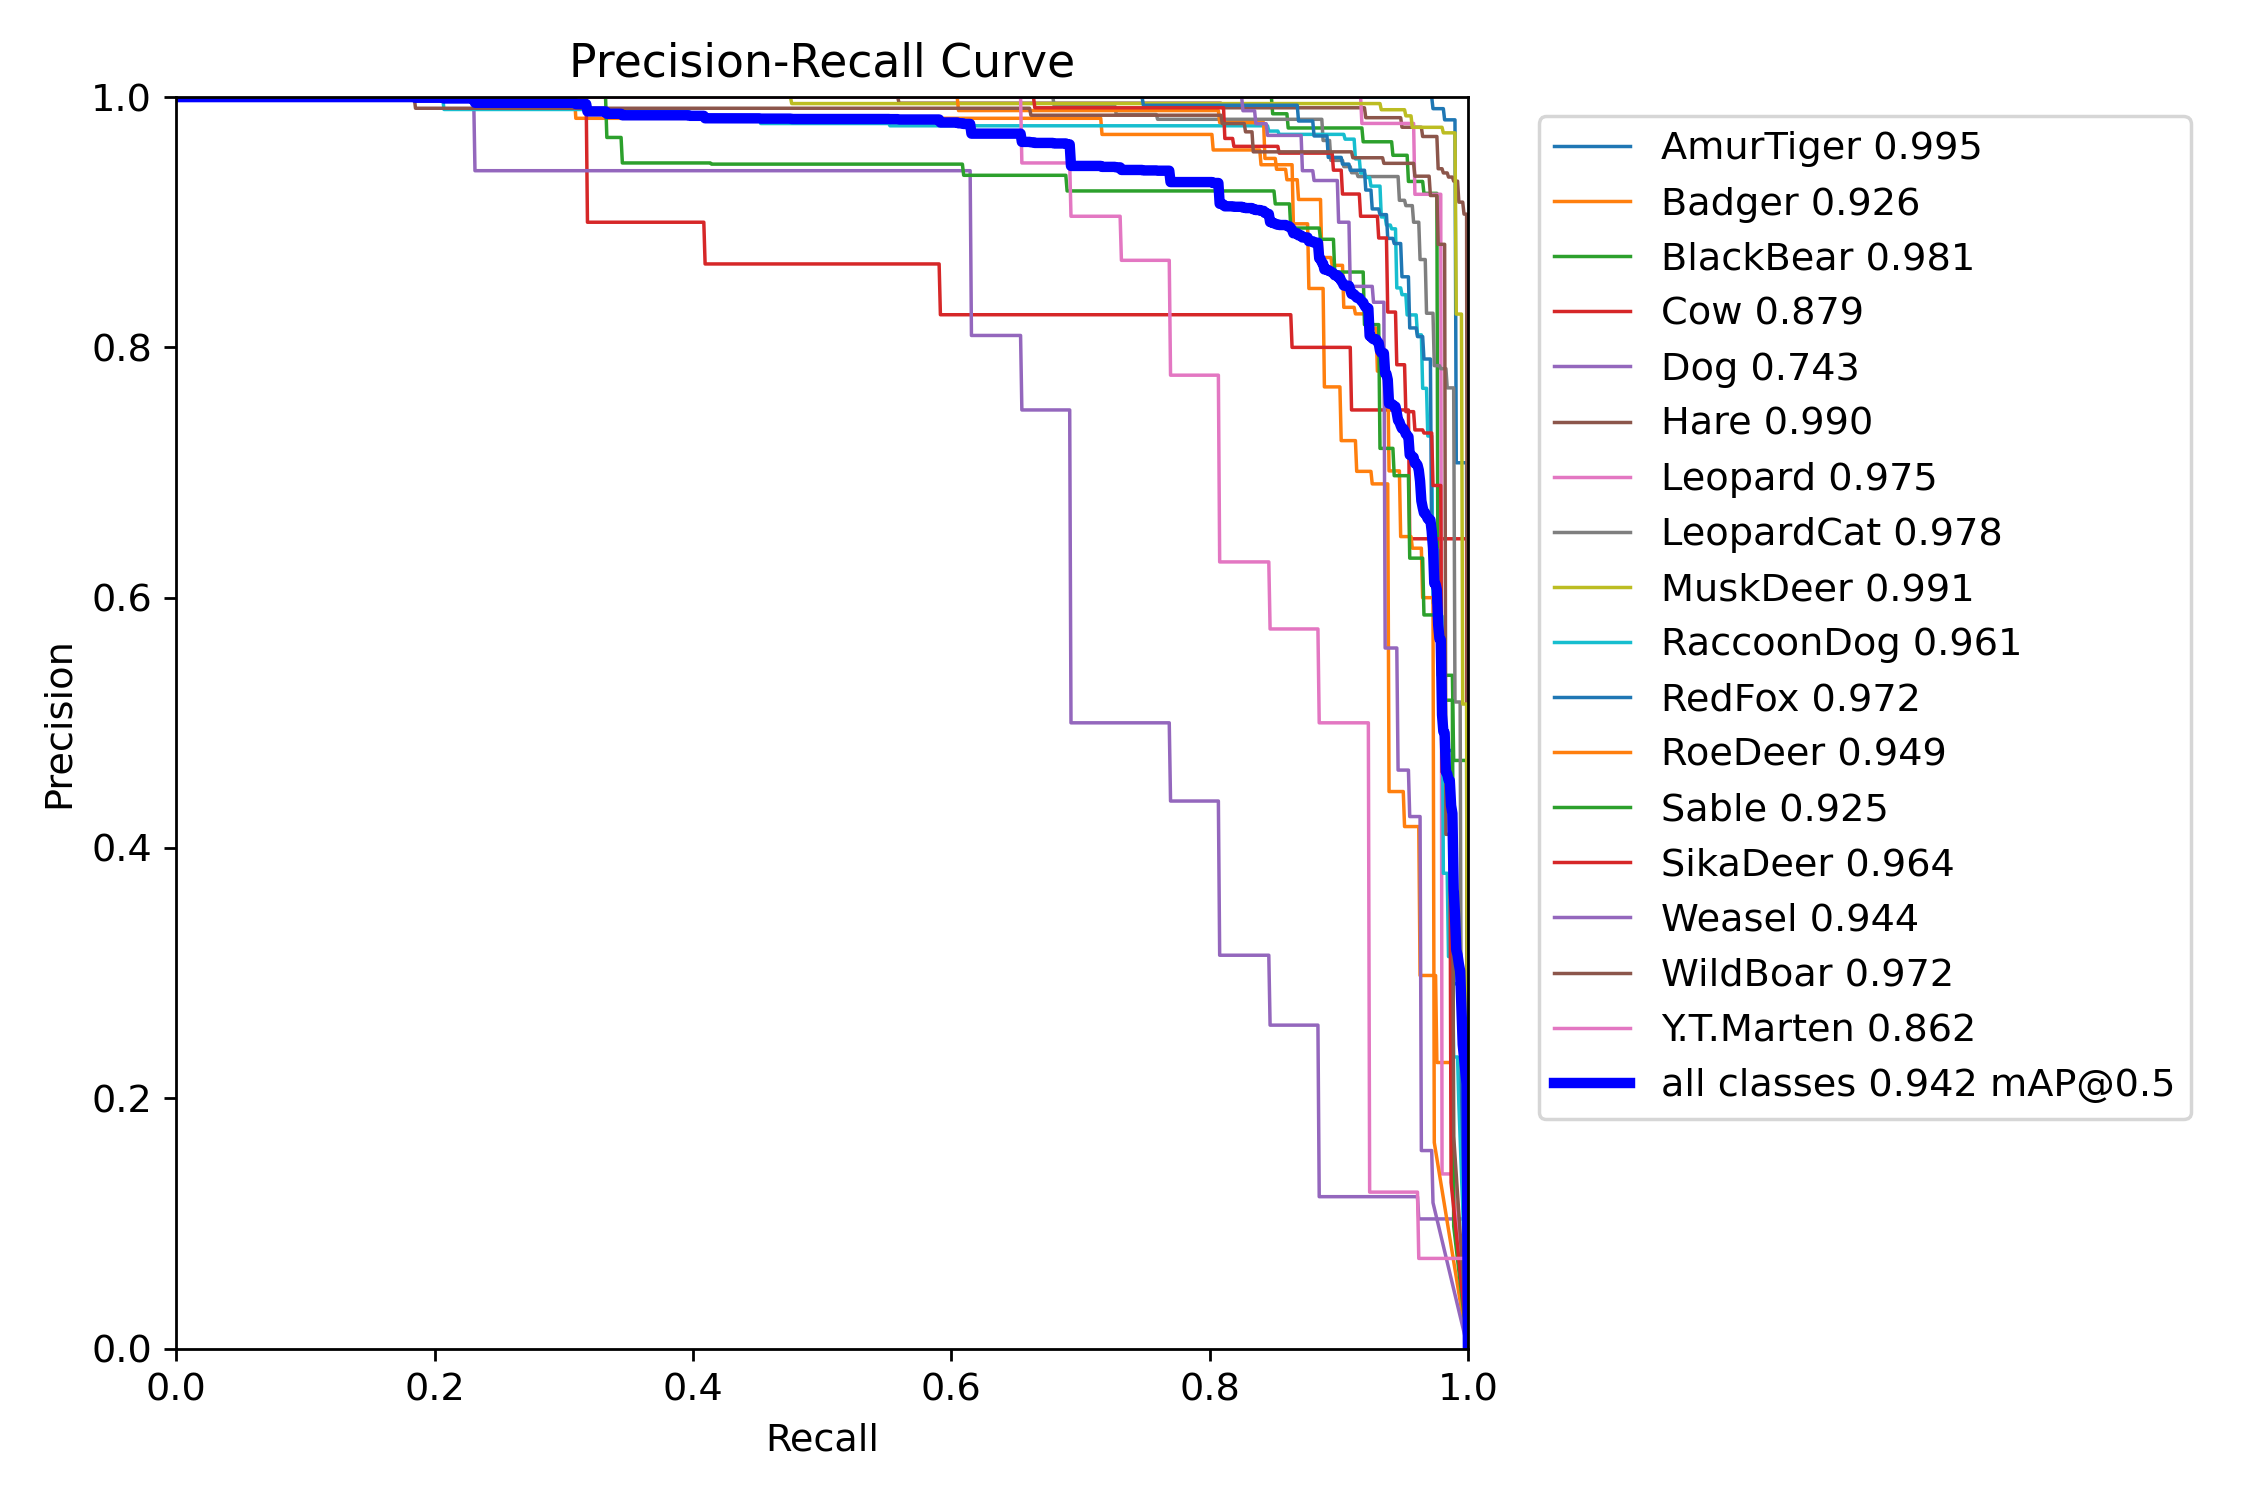 Precision-Recall Curve
1.0
0.8
0.6
0.4
0.2
0.0
Precision
0.0 0.2 0.4 0.6 0.8 1.0
Recall
AmurTiger 0.995
Badger 0.926
BlackBear 0.981
Cow 0.879
Dog 0.743
Hare 0.990
Leopard 0.975
LeopardCat 0.978
MuskDeer 0.991
RaccoonDog 0.961
RedFox 0.972
RoeDeer 0.949
Sable 0.925
SikaDeer 0.964
Weasel 0.944
WildBoar 0.972
Y.T.Marten 0.862
all classes 0.942 mAP@0.5